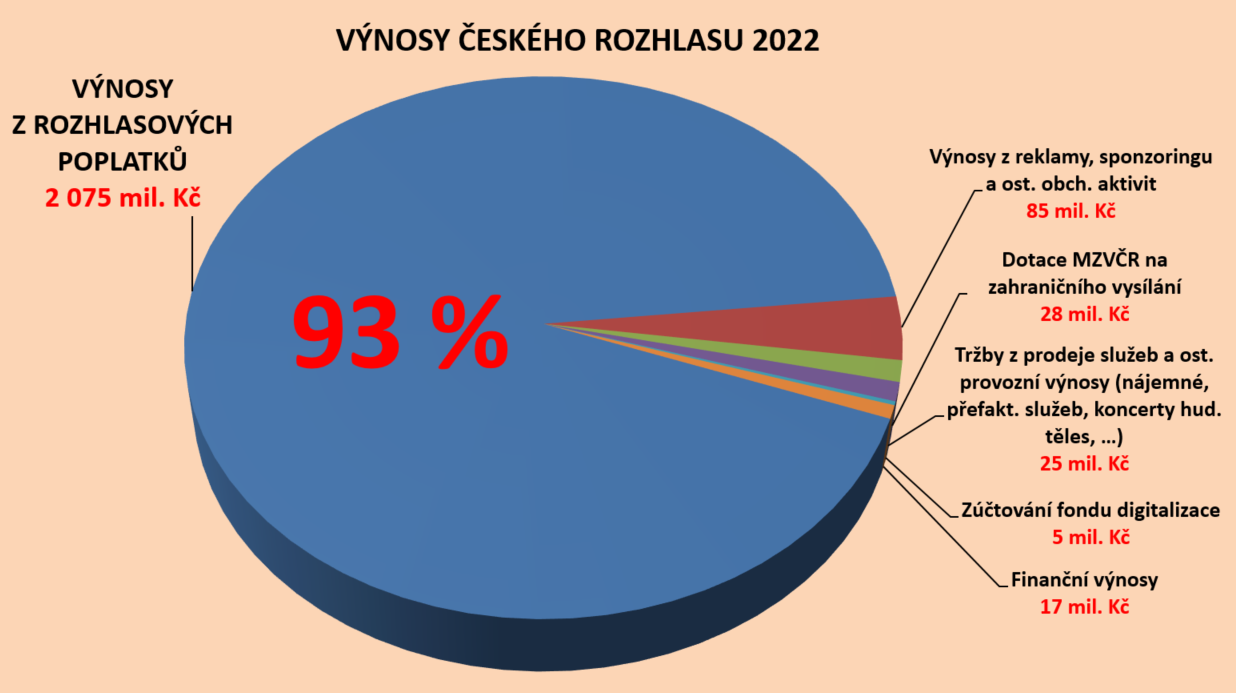 VÝNOSY ČESKÉHO ROZHLASU 2022
VÝNOSY
Z ROZHLASOVÝCH
POPLATKŮ
2 075 mil. Kč
93 %
Výnosy z reklamy, sponzoringu
a ost. obch. aktivit
85 mil. Kč
Dotace MZVČR na
zahraničního vysílání
28 mil. Kč
Tržby z prodeje služeb a ost.
provozní výnosy (nájemné,
přefakt. služeb, koncerty hud.
těles, ...)
25 mil. Kč
Zúčtování fondu digitalizace
5 mil. Kč
Finanční výnosy
17 mil. Kč